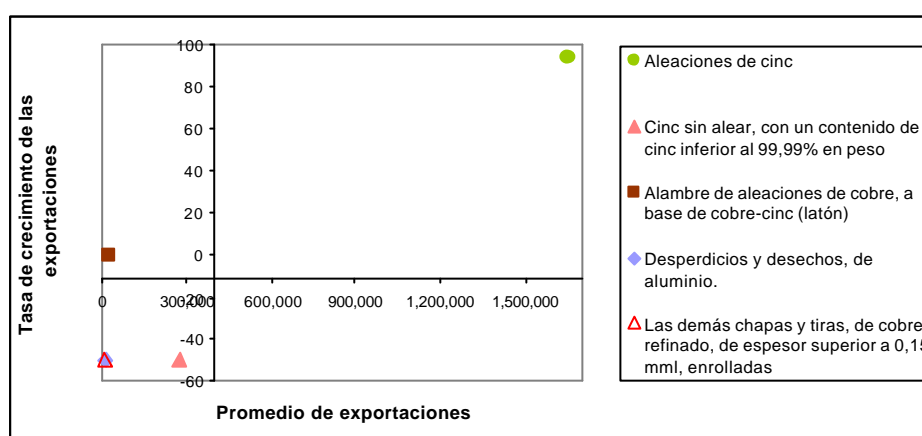 Tasa de crecimiento de las
exportaciones
100
80
60
40
20
0
-20
-40
-60
0
300,000
600,000
900,000
1,200,000
1,500,000
Promedio de exportaciones
Aleaciones de cinc
Cinc sin alear, con un contenido de
cinc inferior al 99,99% en peso
Alambre de aleaciones de cobre, a
base de cobre-cinc (latón)
Desperdicios y desechos, de
aluminio.
Las demás chapas y tiras, de cobre
refinado, de espesor superior a 0,15
mml, enrolladas